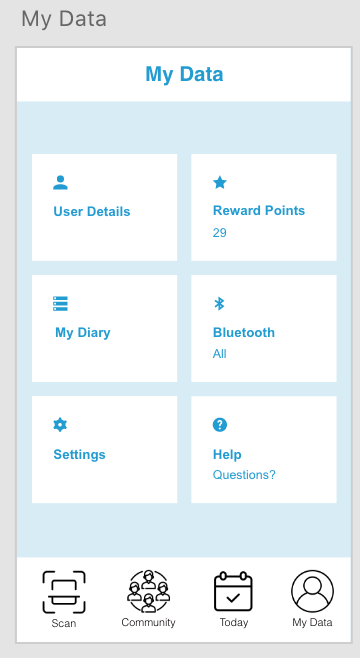 My Data
My Data
User Details
Reward Points
29
My Diary
Bluetooth
All
Settings
Help
Questions?
Scan
Community
Today
My Data